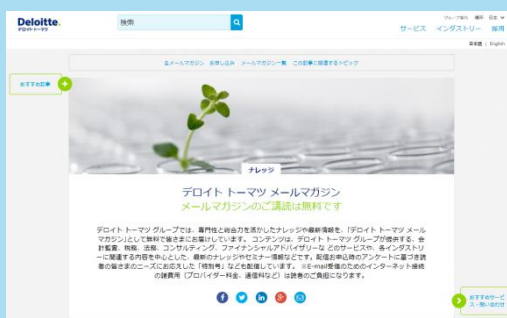 Deloitte.
デロイト トーマツ
検索
グループ案内 場所 日本
サービス インダストリー 採用
日本語 | English
全メールマガジン お申し込み メールマガジン一覧 この記事に関連するトピック
おすすめ記事
ナレッジ
デロイト トーマツ メールマガジン
メールマガジンのご購読は無料です
デロイト トーマツ グループでは、専門性と総合力を活かしたナレッジや最新情報を、「デロイト トーマツ メール
マガジン」として無料で皆さまにお届けしています。 コンテンツは、デロイト トーマツ グループが提供する、会
計監査、税務、法務、コンサルティング、ファイナンシャルアドバイザリーな どのサービスや、各インダストリ
ーに関連する内容を中心とした、最新のナレッジやセミナー情報などです。配信お申込時のアンケートに基づき読
者の皆さまのニーズにお応えした「特別号」なども配信しています。 ※E-mail受信のためのインターネット接続
の諸費用（プロバイダー料金、通信料など）は読者のご負担になります。
おすすめサービ
ス・問い合わせ